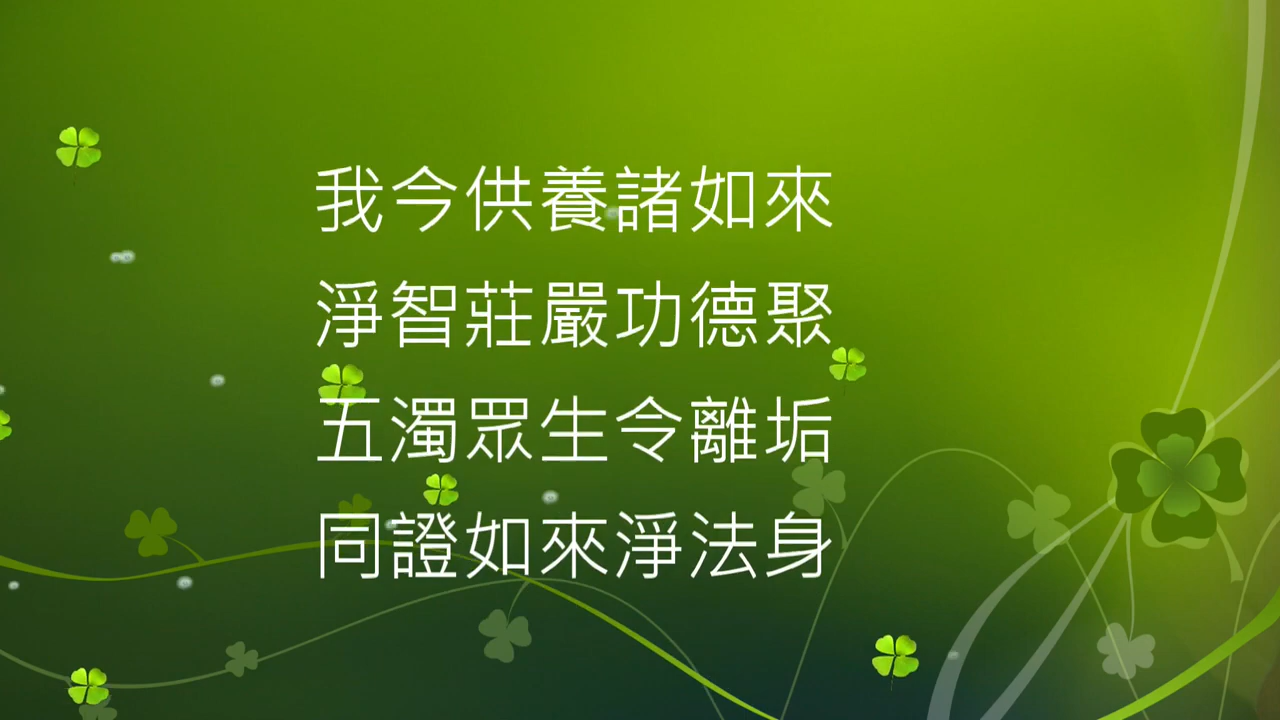 我今供養諸如來
淨智莊嚴功德聚
五濁眾生令離垢
同證如來淨法身